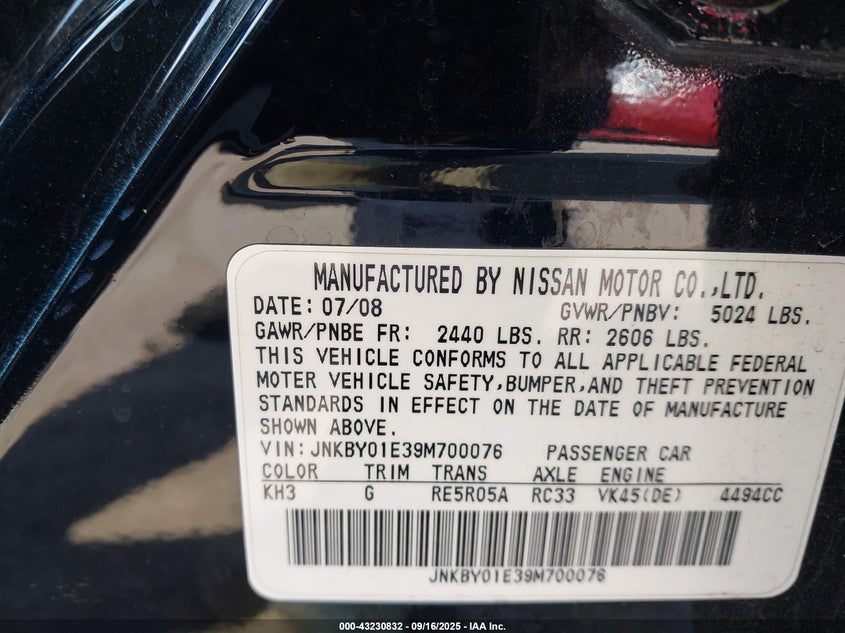 MANUFACTURED BY NISSAN MOTOR CO.,LTD.
DATE: 07/08 GVWR/PNBV: 5024 LBS.
GAWR/PNBE FR: 2440 LBS. RR: 2606 LBS.
THIS VEHICLE CONFORMS TO ALL APPLICABLE FEDERAL
MOTER VEHICLE SAFETY,BUMPER,AND THEFT PREVENTION
STANDARDS IN EFFECT ON THE DATE OF MANUFACTURE
SHOWN ABOVE.
VIN:JNKBY01E39M700076 PASSENGER CAR
COLOR TRIM TRANS AXLE ENGINE
KH3 G RE5R05A RC33 VK45(DE) 4494CC
JNKBY01E39M700076
000-43230832 - 09/16/2025 - IAA Inc.